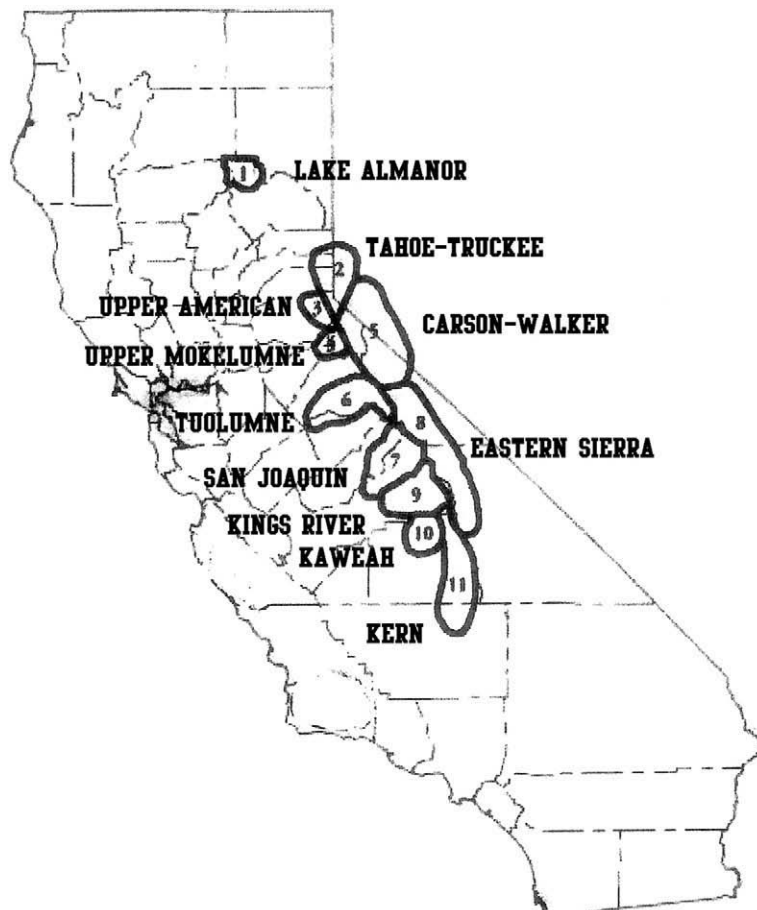 1 LAKE ALMANOR
TAHOE-TRUCKEE
2
UPPER AMERICAN 3
5 CARSON-WALKER
UPPER MOKELUMNE
6
TUOLUMNE
8
EASTERN SIERRA
7
SAN JOAQUIN
9
KINGS RIVER
10
KAWEAH
11
KERN